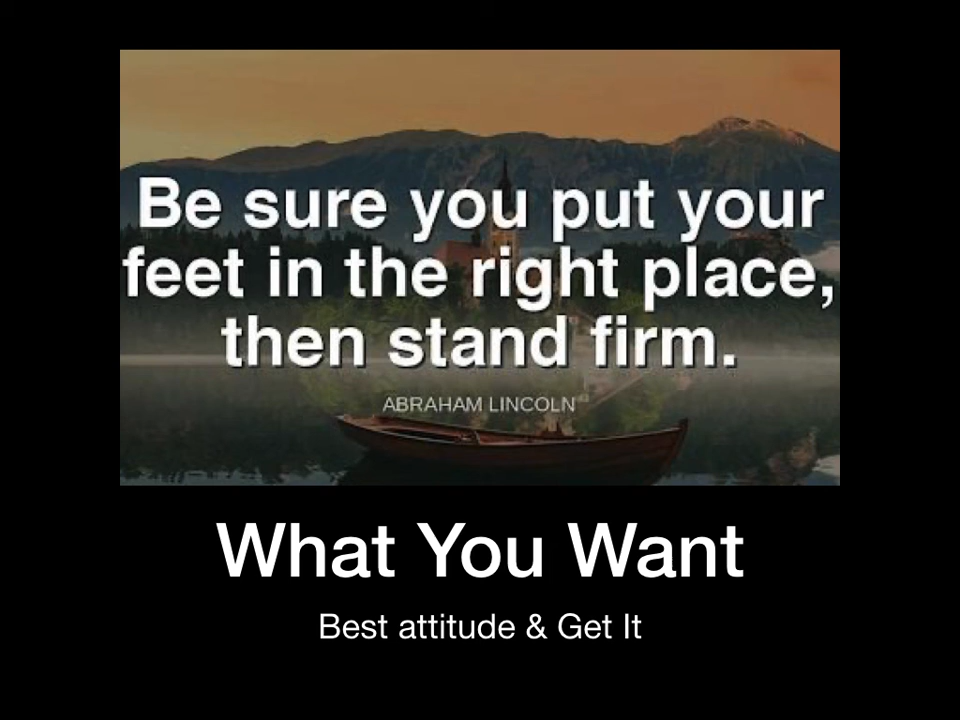 Be sure you put your
feet in the right place,
then stand firm.
ABRAHAM LINCOLN
What You Want
Best attitude & Get It